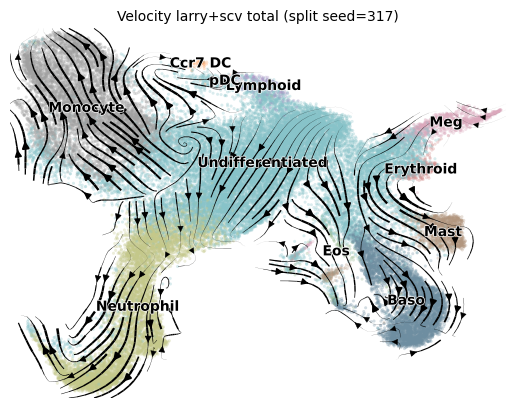 Velocity larry+scv total (split seed=317)
Ccr7 DC
pDC
Lymphoid
Monocyte
Meg
Undifferentiated
Erythroid
Mast
Eos
Baso
Neutrophil